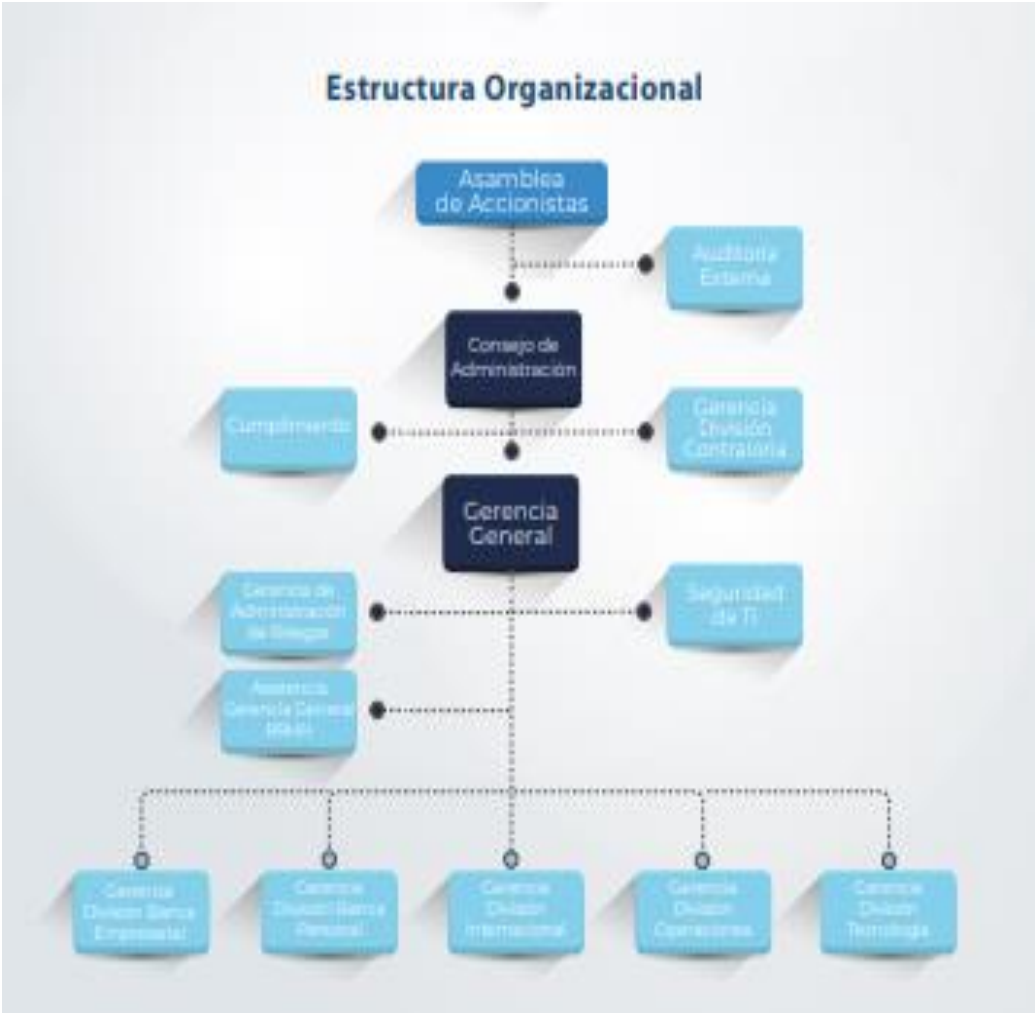 Estructura Organizacional
Asamblea
de Accionistas
Auditoría
Externa
Consejo de
Administración
Cumplimiento
Gerencia
División
Contraloría
Gerencia
General
Gerencia de
Administración
de Riesgos
Seguridad
de TI
Asistencia
Gerencia General
Gerencia
División Banca
Empresarial
Gerencia
División Banca
Personal
Gerencia
División
Internacional
Gerencia
División
Operaciones
Gerencia
División
Tecnología